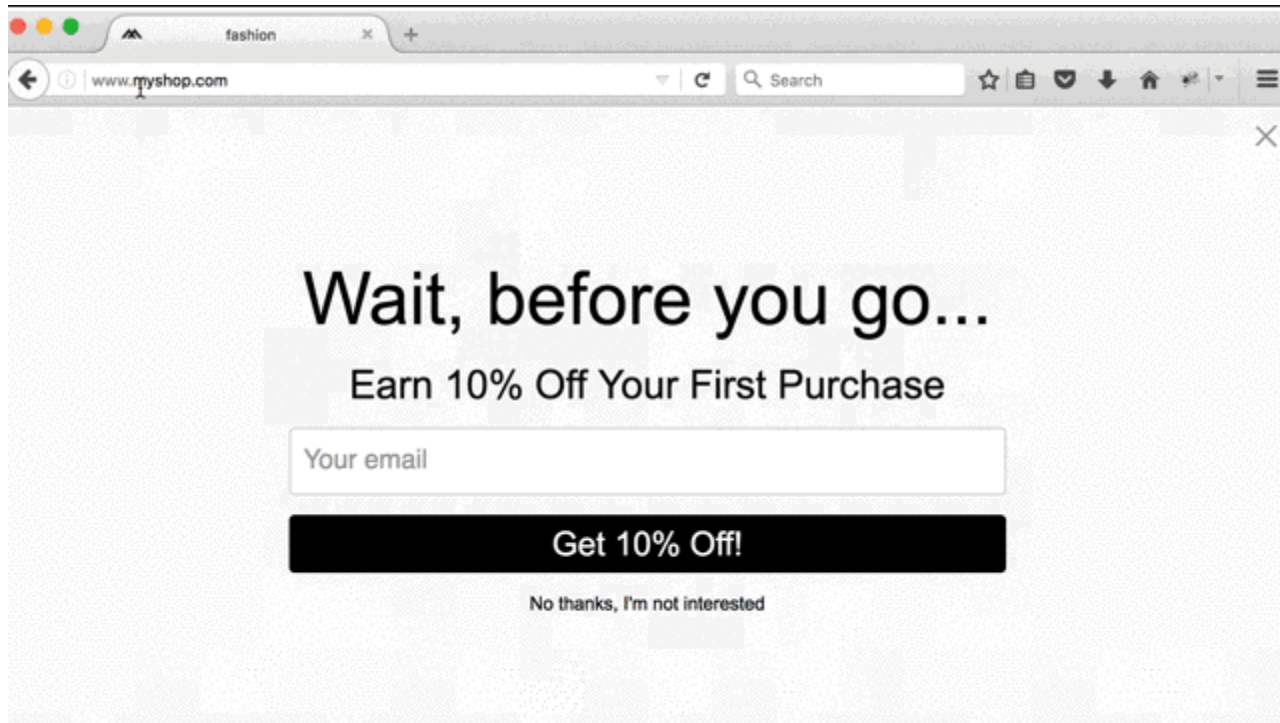 fashion
www.myshop.com
Search
Wait, before you go...
Earn 10% Off Your First Purchase
Your email
Get 10% Off!
No thanks, I'm not interested